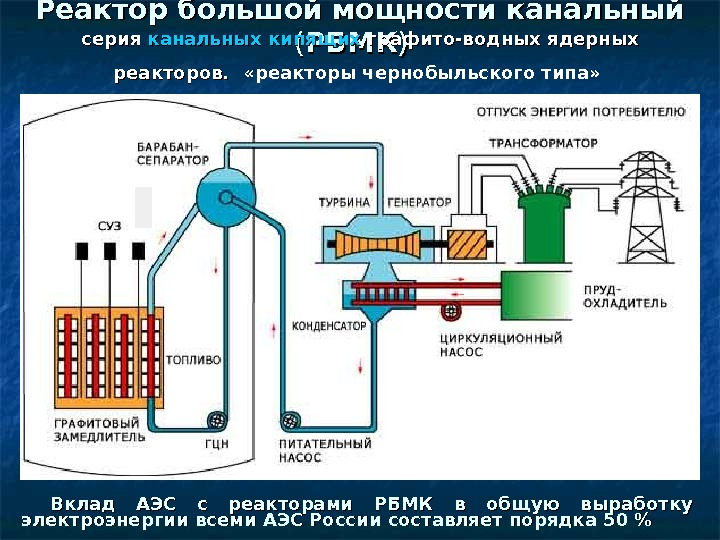 Реактор большой мощности канальный
(РБМК)
серия канальных кипящих графито-водных ядерных
реакторов. «реакторы чернобыльского типа»
ОТПУСК ЭНЕРГИИ ПОТРЕБИТЕЛЮ
БАРАБАН-
СЕПАРАТОР
ТРАНСФОРМАТОР
ТУРБИНА
ГЕНЕРАТОР
СУЗ
ПРУД-
ОХЛАДИТЕЛЬ
КОНДЕНСАТОР
ЦИРКУЛЯЦИОННЫЙ
НАСОС
ТОПЛИВО
ГРАФИТОВЫЙ
ЗАМЕДЛИТЕЛЬ
ГЦН
ПИТАТЕЛЬНЫЙ
НАСОС
Вклад АЭС с реакторами РБМК в общую выработку
электроэнергии всеми АЭС России составляет порядка 50 %